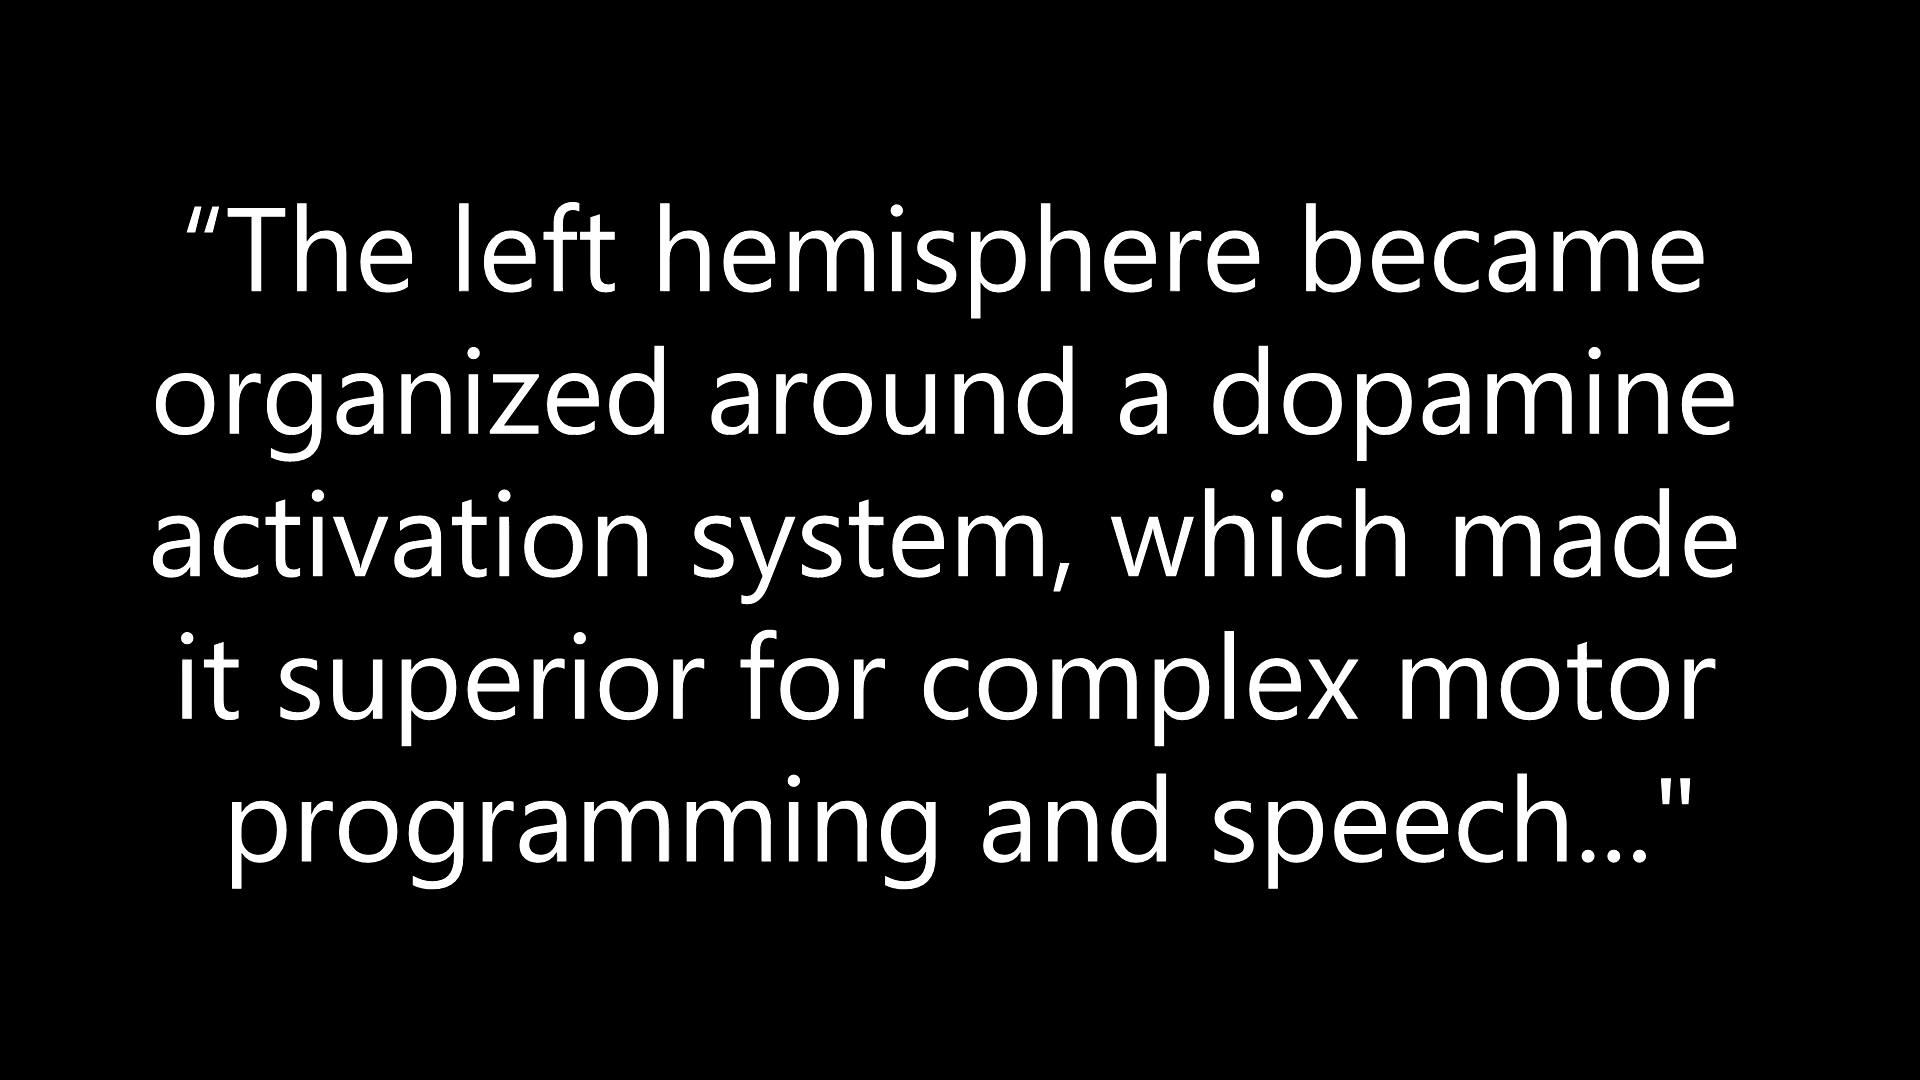 “The left hemisphere became
organized around a dopamine
activation system, which made
it superior for complex motor
programming and speech..."